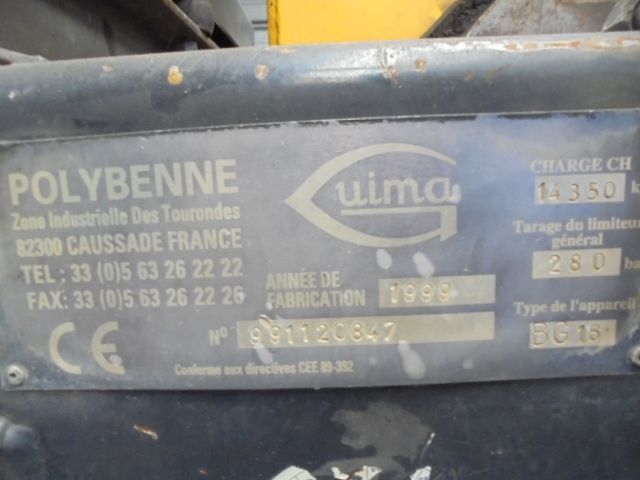 POLYBENNE
Zone Industrielle Des Tourondes
82300 CAUSSADE FRANCE
TEL : 33 (0)5 63 26 22 22
FAX: 33 (0)5 63 26 22 26
CE
Guima
ANNÉE DE
FABRICATION
1999
N° 991120847
Conforme aux directives CEE 89-392
CHARGE CH
14350 k
Tarage du limiteur
général
280 ba
Type de l'appareil
BG 16